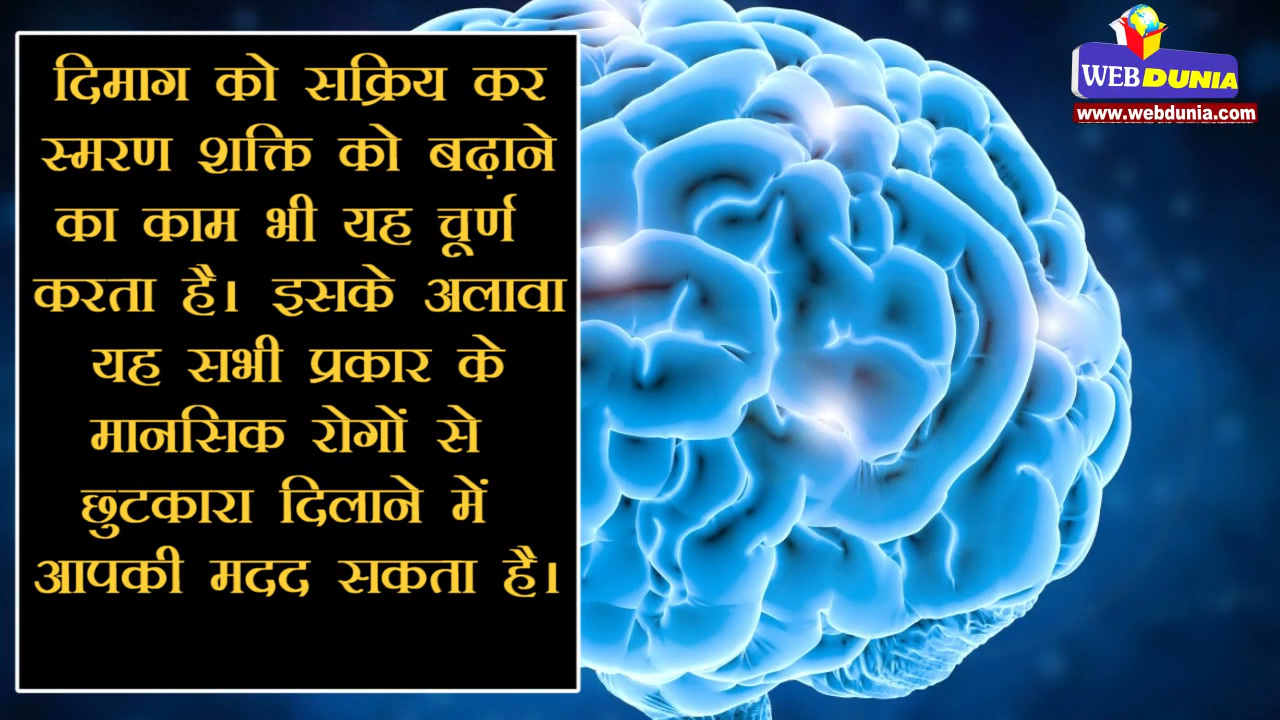 दिमाग को सक्रिय कर
स्मरण शक्ति को बढ़ाने
का काम भी यह चूर्ण
करता है। इसके अलावा
यह सभी प्रकार के
मानसिक रोगों से
छुटकारा दिलाने में
आपकी मदद सकता है।
WEBDUNIA
www.webdunia.com